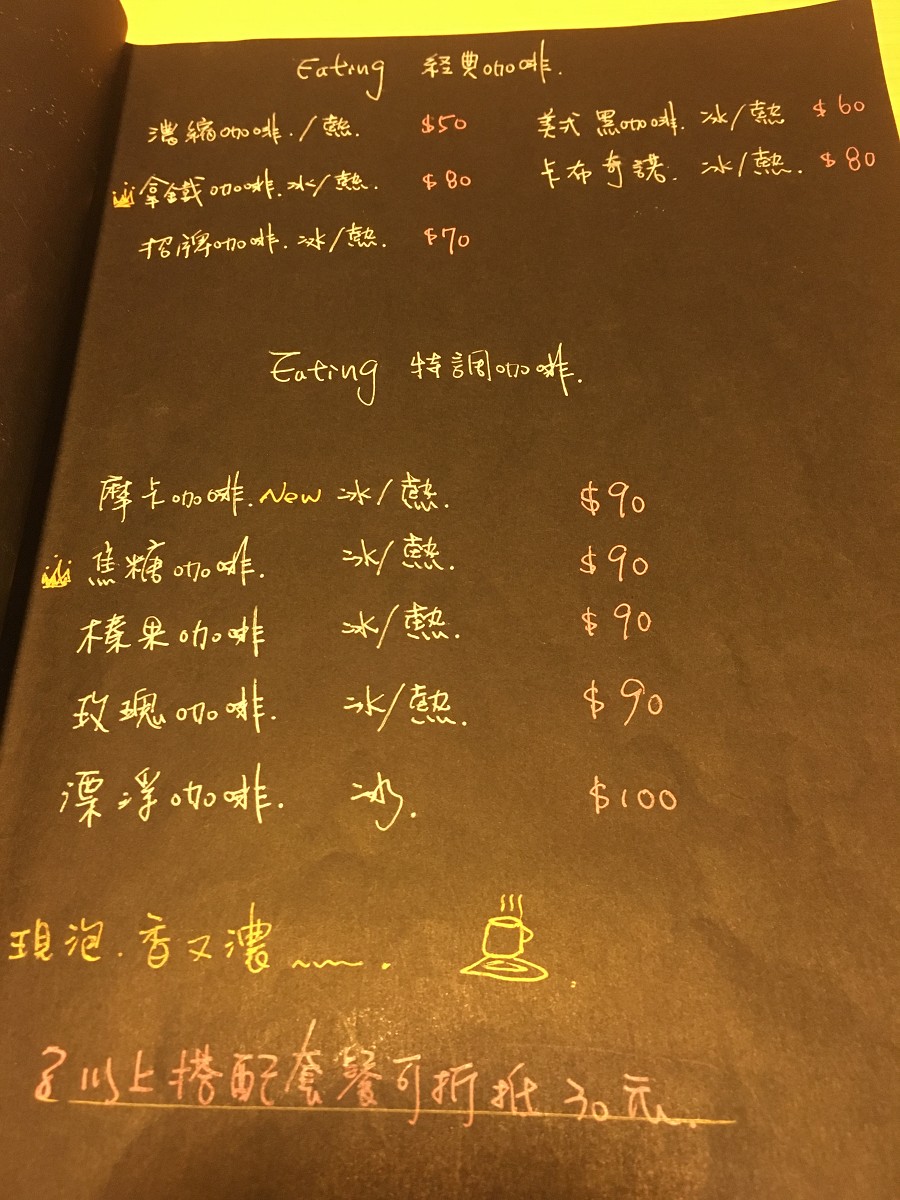 Eating 経典咖啡.
濃縮咖啡./熱. $50
美式黑咖啡. 冰/熱 $60
拿鐵咖啡.冰/熱. $80
卡布奇諾. 冰/熱. $80
招牌咖啡.冰/熱. $70
Eating 特調咖啡.
摩卡咖啡.New 冰/熱. $90
焦糖咖啡. 冰/熱. $90
榛果咖啡 冰/熱. $90
玫瑰咖啡. 冰/熱. $90
漂浮咖啡. 冰. $100
現泡.香又濃~~.
以上搭配套餐可折抵30元.